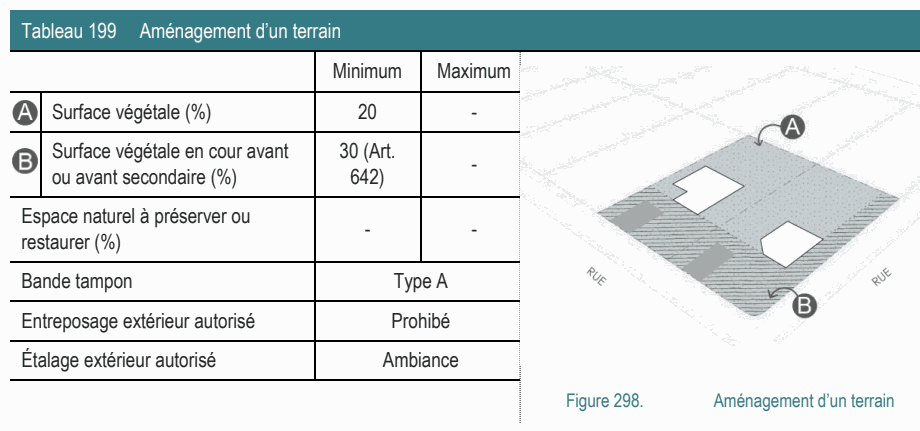 Tableau 199 Aménagement d'un terrain
Minimum Maximum
A Surface végétale (%) 20 -
B Surface végétale en cour avant
ou avant secondaire (%)
30 (Art.
642)
-
Espace naturel à préserver ou
restaurer (%)
- -
Bande tampon Type A
Entreposage extérieur autorisé Prohibé
Étalage extérieur autorisé Ambiance
A
RUE
RUE
B
Figure 298. Aménagement d'un terrain